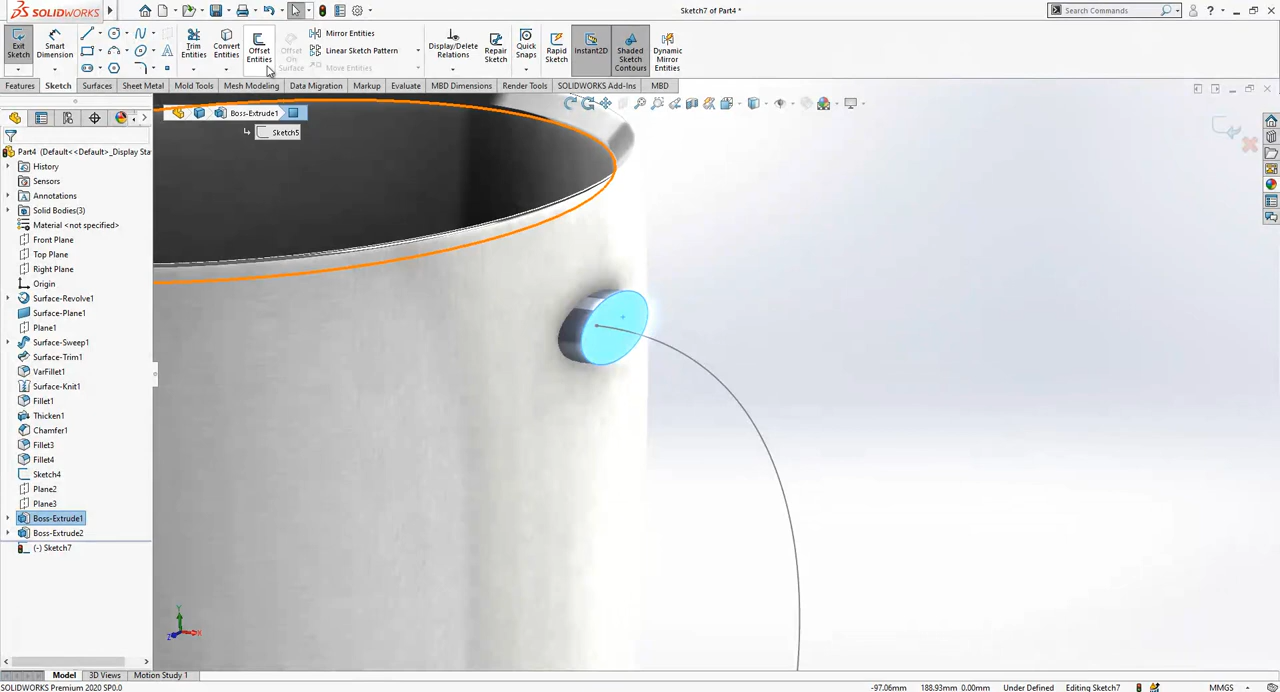 SOLIDWORKS
Sketch7 of Part4 *
Search Commands
Exit Sketch
Smart Dimension
Trim Entities
Convert Entities
Offset Entities
Offset On Surface
Mirror Entities
Linear Sketch Pattern
Move Entities
Display/Delete Relations
Repair Sketch
Quick Snaps
Rapid Sketch
Instant2D
Shaded Sketch Contours
Dynamic Mirror Entities
Features
Sketch
Surfaces
Sheet Metal
Mold Tools
Mesh Modeling
Data Migration
Markup
Evaluate
MBD Dimensions
Render Tools
SOLIDWORKS Add-Ins
MBD
Boss-Extrude1
Sketch5
Part4 (Default<<Default>_Display Sta
History
Sensors
Annotations
Solid Bodies(3)
Material <not specified>
Front Plane
Top Plane
Right Plane
Origin
Surface-Revolve1
Surface-Plane1
Plane1
Surface-Sweep1
Surface-Trim1
VarFillet1
Surface-Knit1
Fillet1
Thicken1
Chamfer1
Fillet3
Fillet4
Sketch4
Plane2
Plane3
Boss-Extrude1
Boss-Extrude2
(-) Sketch7
Y
X
Z
Model
3D Views
Motion Study 1
SOLIDWORKS Premium 2020 SP0.0
-97.06mm
188.93mm 0.00mm
Under Defined
Editing Sketch7
MMGS